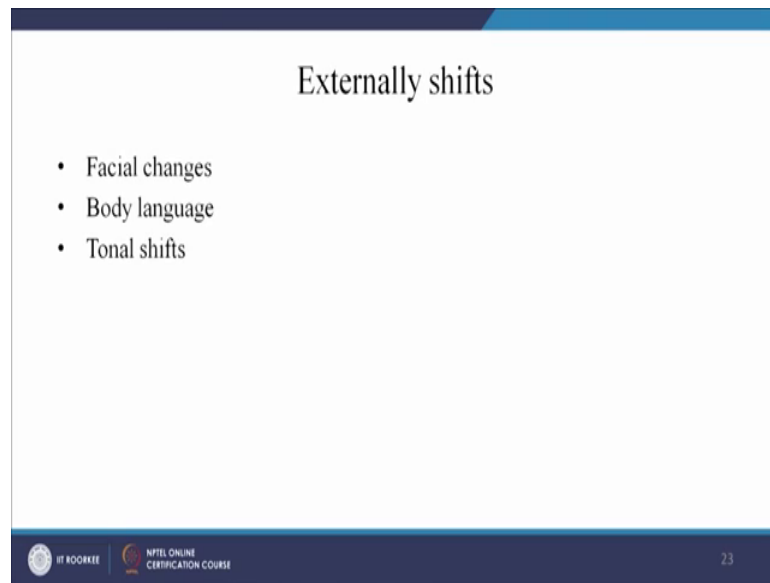 Externally shifts
• Facial changes
• Body language
• Tonal shifts
IIT ROORKEE
NPTEL ONLINE
CERTIFICATION COURSE
23